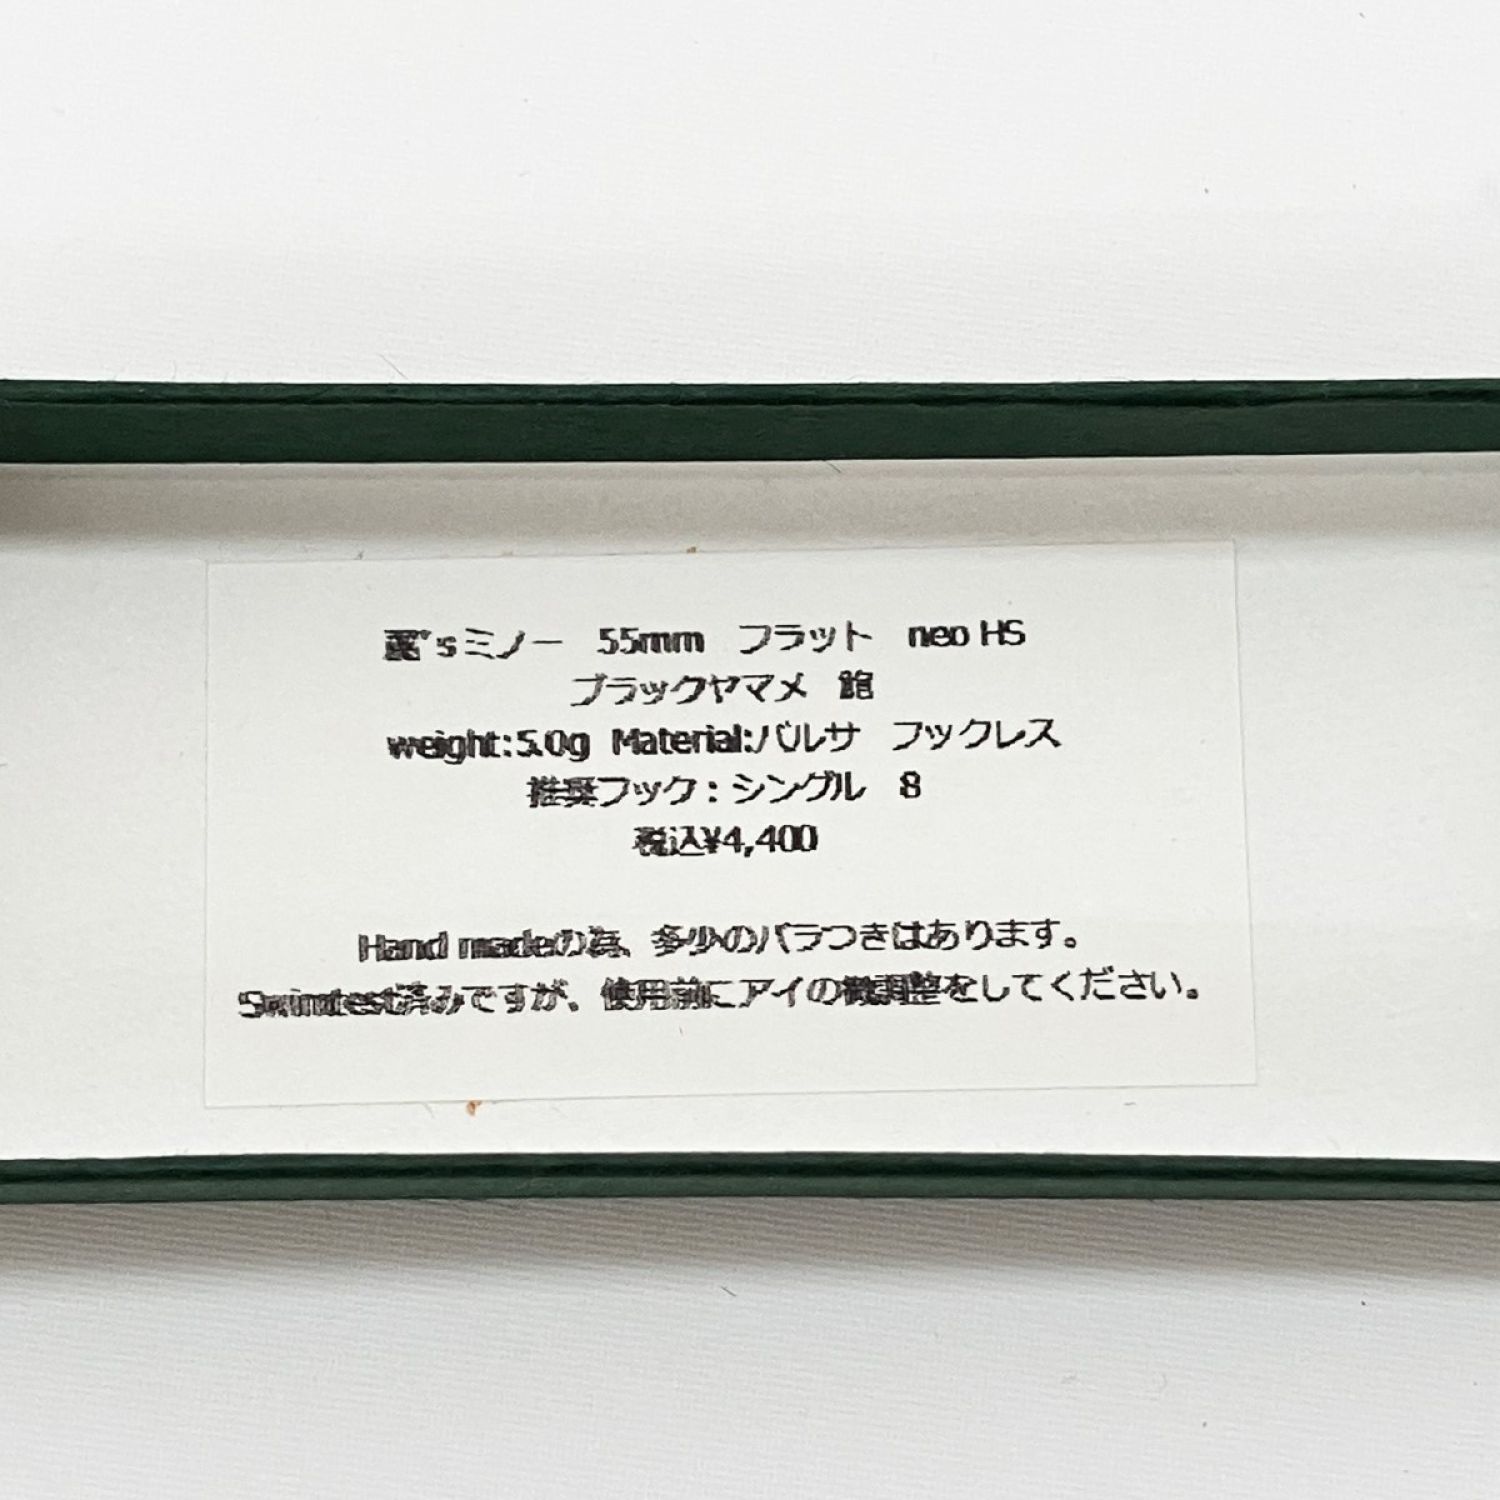 's ミノー 55mm フラット neo HS
ブラックヤマメ
weight:5.0g Material:バルサ フックレス
推奨フック：シングル 8
税込¥4,400
Hand madeの為、多少のバラつきはあります。
Swimtest済みですが、使用前にアイの微調整をしてください。